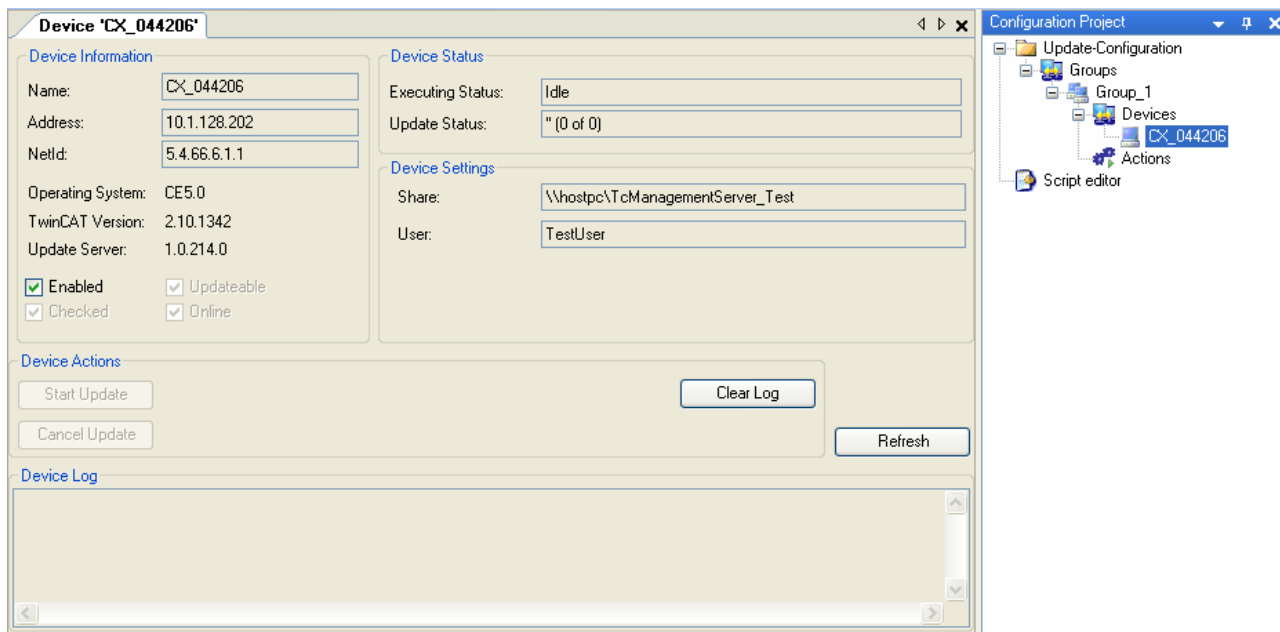 Device 'CX_044206'
Device Information
Name: CX_044206
Address: 10.1.128.202
NetId: 5.4.66.6.1.1
Operating System: CE5.0
TwinCAT Version: 2.10.1342
Update Server: 1.0.214.0
Enabled Updateable
Checked Online
Device Status
Executing Status: Idle
Update Status: '' (0 of 0)
Device Settings
Share: \\hostpc\TcManagementServer_Test
User: TestUser
Device Actions
Start Update Clear Log
Cancel Update Refresh
Device Log
Configuration Project
Update-Configuration
Groups
Group_1
Devices
CX_044206
Actions
Script editor